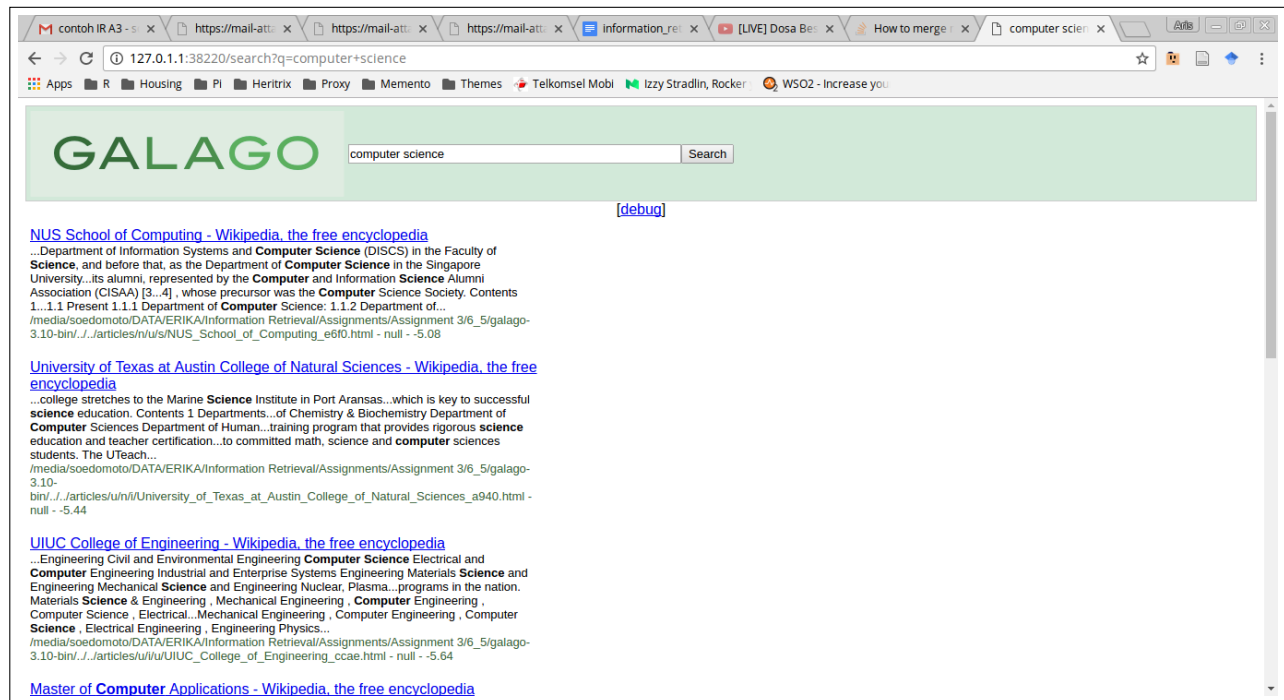 contoh IR A3 - s
https://mail-atta
https://mail-atta
https://mail-atta
information_ret
[LIVE] Dosa Bes
How to merge r
computer scien
Aris
127.0.1.1:38220/search?q=computer+science
Apps R Housing Pi Heritrix Proxy Memento Themes Telkomsel Mobi Izzy Stradlin, Rocker WSO2 - Increase you
GALAGO
computer science
Search
[debug]
NUS School of Computing - Wikipedia, the free encyclopedia
...Department of Information Systems and Computer Science (DISCS) in the Faculty of
Science, and before that, as the Department of Computer Science in the Singapore
University...its alumni, represented by the Computer and Information Science Alumni
Association (CISAA) [3...4] , whose precursor was the Computer Science Society. Contents
1...1.1 Present 1.1.1 Department of Computer Science: 1.1.2 Department of...
/media/soedomoto/DATA/ERIKA/Information Retrieval/Assignments/Assignment 3/6_5/galago-
3.10-bin/../../articles/n/u/s/NUS_School_of_Computing_e6f0.html - null - -5.08
University of Texas at Austin College of Natural Sciences - Wikipedia, the free
encyclopedia
...college stretches to the Marine Science Institute in Port Aransas...which is key to successful
science education. Contents 1 Departments...of Chemistry & Biochemistry Department of
Computer Sciences Department of Human...training program that provides rigorous science
education and teacher certification...to committed math, science and computer sciences
students. The UTeach...
/media/soedomoto/DATA/ERIKA/Information Retrieval/Assignments/Assignment 3/6_5/galago-
3.10-
bin/../../articles/u/n/i/University_of_Texas_at_Austin_College_of_Natural_Sciences_a940.html -
null - -5.44
UIUC College of Engineering - Wikipedia, the free encyclopedia
...Engineering Civil and Environmental Engineering Computer Science Electrical and
Computer Engineering Industrial and Enterprise Systems Engineering Materials Science and
Engineering Mechanical Science and Engineering Nuclear, Plasma...programs in the nation.
Materials Science & Engineering , Mechanical Engineering , Computer Engineering ,
Computer Science , Electrical...Mechanical Engineering , Computer Engineering , Computer
Science , Electrical Engineering , Engineering Physics...
/media/soedomoto/DATA/ERIKA/Information Retrieval/Assignments/Assignment 3/6_5/galago-
3.10-bin/../../articles/u/i/u/UIUC_College_of_Engineering_ccae.html - null - -5.64
Master of Computer Applications - Wikipedia, the free encyclopedia